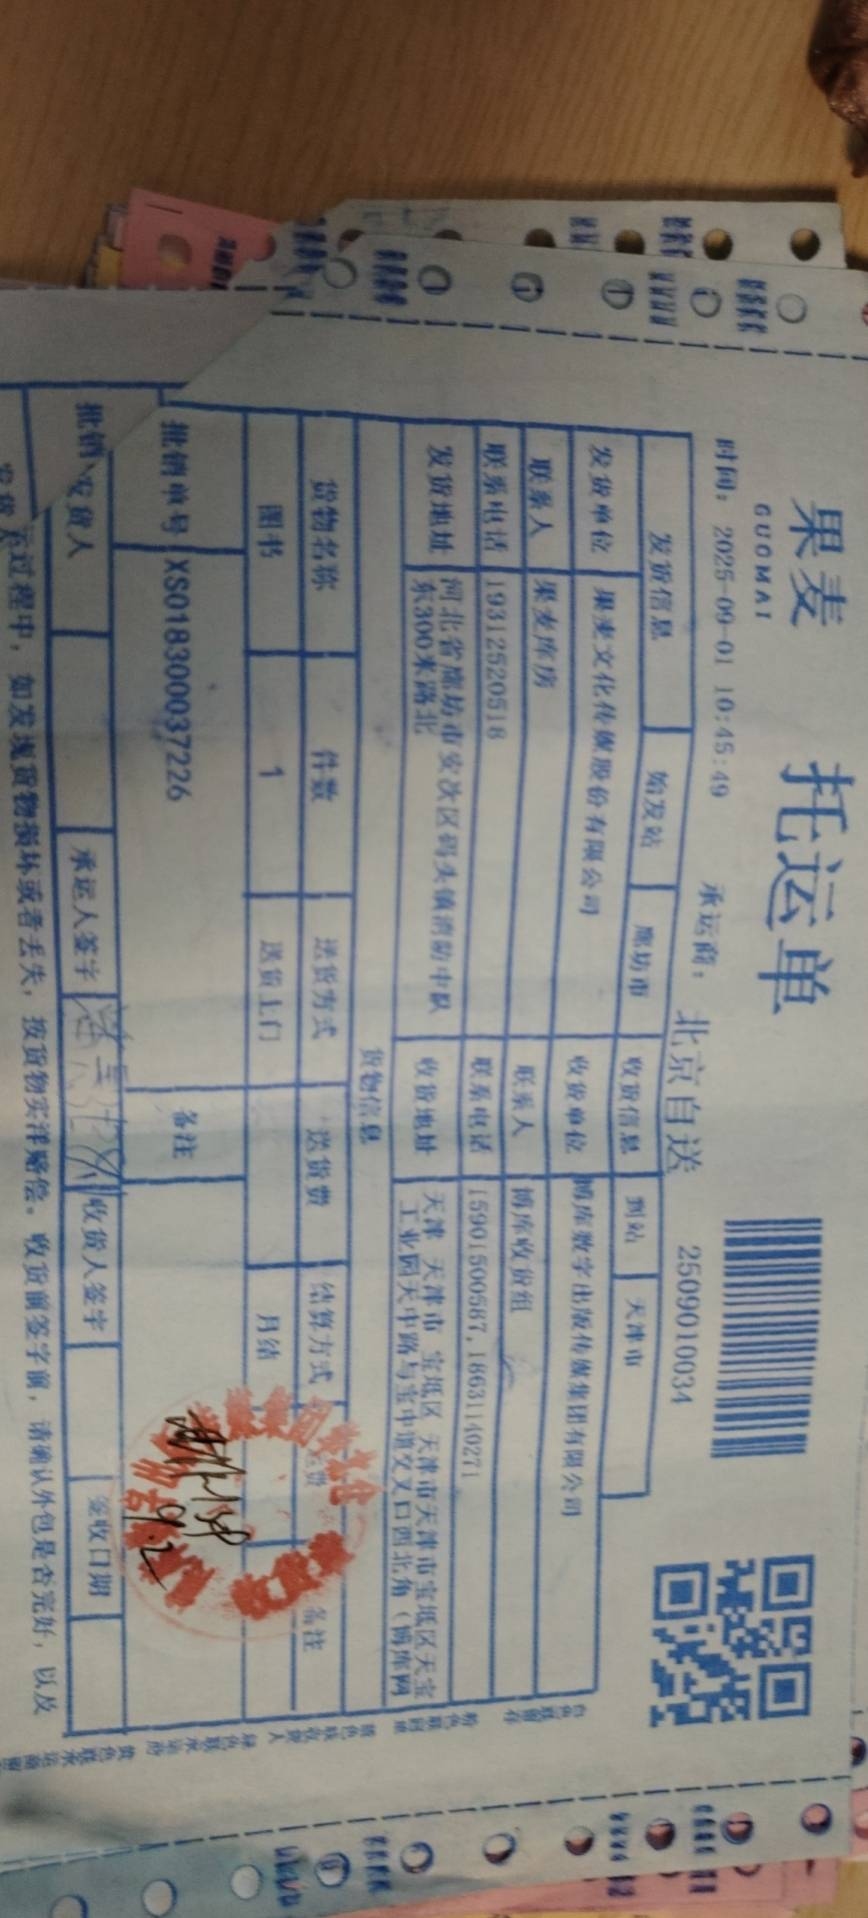 果麦
GUOMAI
托运单
时间: 2025-09-01 10:45:49
承运商: 北京自送
2509010034
发货信息 始发站 廊坊市 收货信息 到站 天津市
发货单位 果麦文化传媒股份有限公司 收货单位 博库数字出版传媒集团有限公司
联系人 果麦库房 联系人 博库收货组
联系电话 19312520518 联系电话 15901500587,18631140271
发货地址 河北省廊坊市安次区码头镇消防中队
东300米路北
收货地址 天津 天津市 宝坻区 天津市天津市宝坻区天宝
工业园天中路与宝中道交叉口西北角(博库网
货物信息
货物名称 件数 送货方式 送货费 结算方式 运费 备注
图书 1 送货上门 月结
批销单号 XS018300037226 备注
9.2
批销发货人 承运人签字 收货人签字 签收日期
过程中, 如发现货物损坏或者丢失, 按货物实洋赔偿。收货前签字前, 请确认外包是否完好, 以及